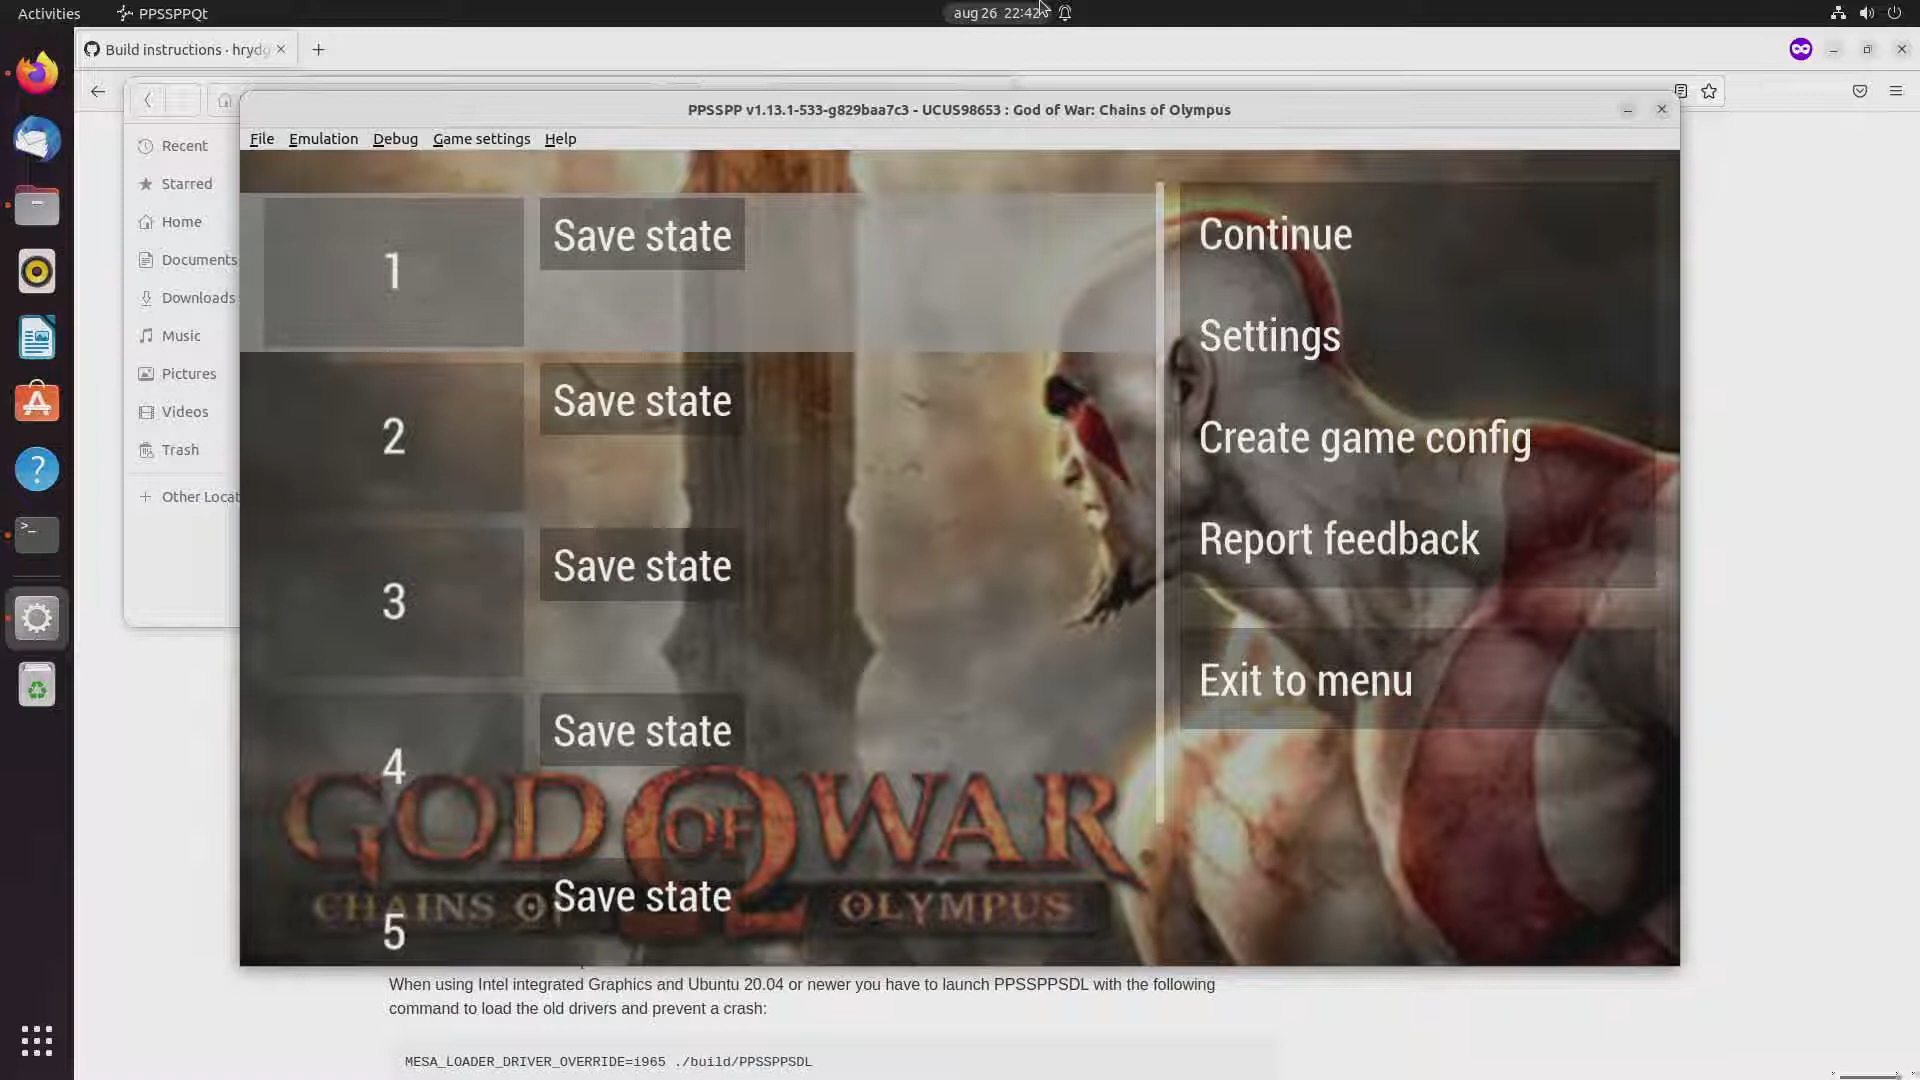 Activities
PPSSPPQt
aug 26 22:42
Build instructions · hrydg
Recent
Starred
Home
Documents
Downloads
Music
Pictures
Videos
Trash
Other Locat
PPSSPP v1.13.1-533-g829baa7c3 - UCUS98653 : God of War: Chains of Olympus
File Emulation Debug Game settings Help
1
Save state
2
Save state
3
Save state
4
Save state
5
Save state
Continue
Settings
Create game config
Report feedback
Exit to menu
GOD OF WAR
CHAINS O OLYMPUS
When using Intel integrated Graphics and Ubuntu 20.04 or newer you have to launch PPSSPPSDL with the following
command to load the old drivers and prevent a crash:
MESA_LOADER_DRIVER_OVERRIDE=i965 ./build/PPSSPPSDL